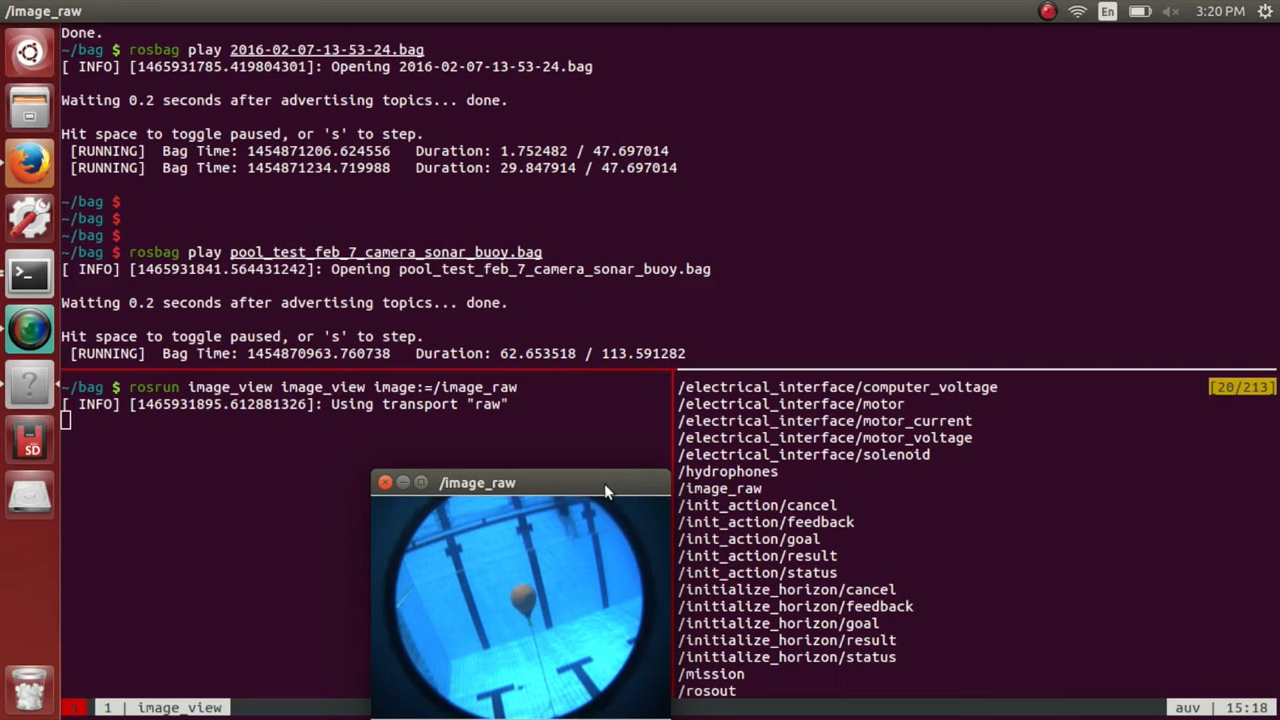 /image_raw
En
3:20 PM
Done.
~/bag $ rosbag play 2016-02-07-13-53-24.bag
[ INFO] [1465931785.419804301]: Opening 2016-02-07-13-53-24.bag
Waiting 0.2 seconds after advertising topics... done.
Hit space to toggle paused, or 's' to step.
[RUNNING]  Bag Time: 1454871206.624556   Duration: 1.752482 / 47.697014
[RUNNING]  Bag Time: 1454871234.719988   Duration: 29.847914 / 47.697014
~/bag $
~/bag $
~/bag $
~/bag $ rosbag play pool_test_feb_7_camera_sonar_buoy.bag
[ INFO] [1465931841.564431242]: Opening pool_test_feb_7_camera_sonar_buoy.bag
Waiting 0.2 seconds after advertising topics... done.
Hit space to toggle paused, or 's' to step.
[RUNNING]  Bag Time: 1454870963.760738   Duration: 62.653518 / 113.591282
~/bag $ rosrun image_view image_view image:=/image_raw
[ INFO] [1465931895.612881326]: Using transport "raw"
/image_raw
/electrical_interface/computer_voltage
[20/213]
/electrical_interface/motor
/electrical_interface/motor_current
/electrical_interface/motor_voltage
/electrical_interface/solenoid
/hydrophones
/image_raw
/init_action/cancel
/init_action/feedback
/init_action/goal
/init_action/result
/init_action/status
/initialize_horizon/cancel
/initialize_horizon/feedback
/initialize_horizon/goal
/initialize_horizon/result
/initialize_horizon/status
/mission
/rosout
SD
1 | image_view
auv | 15:18